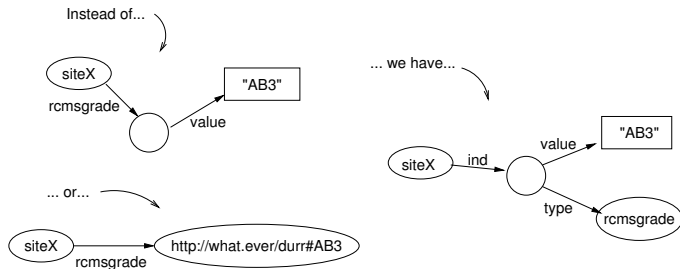 Instead of...
siteX
rcmsgrade
"AB3"
value
... or...
siteX
rcmsgrade
http://what.ever/durr#AB3
... we have...
siteX
ind
value
"AB3"
type
rcmsgrade